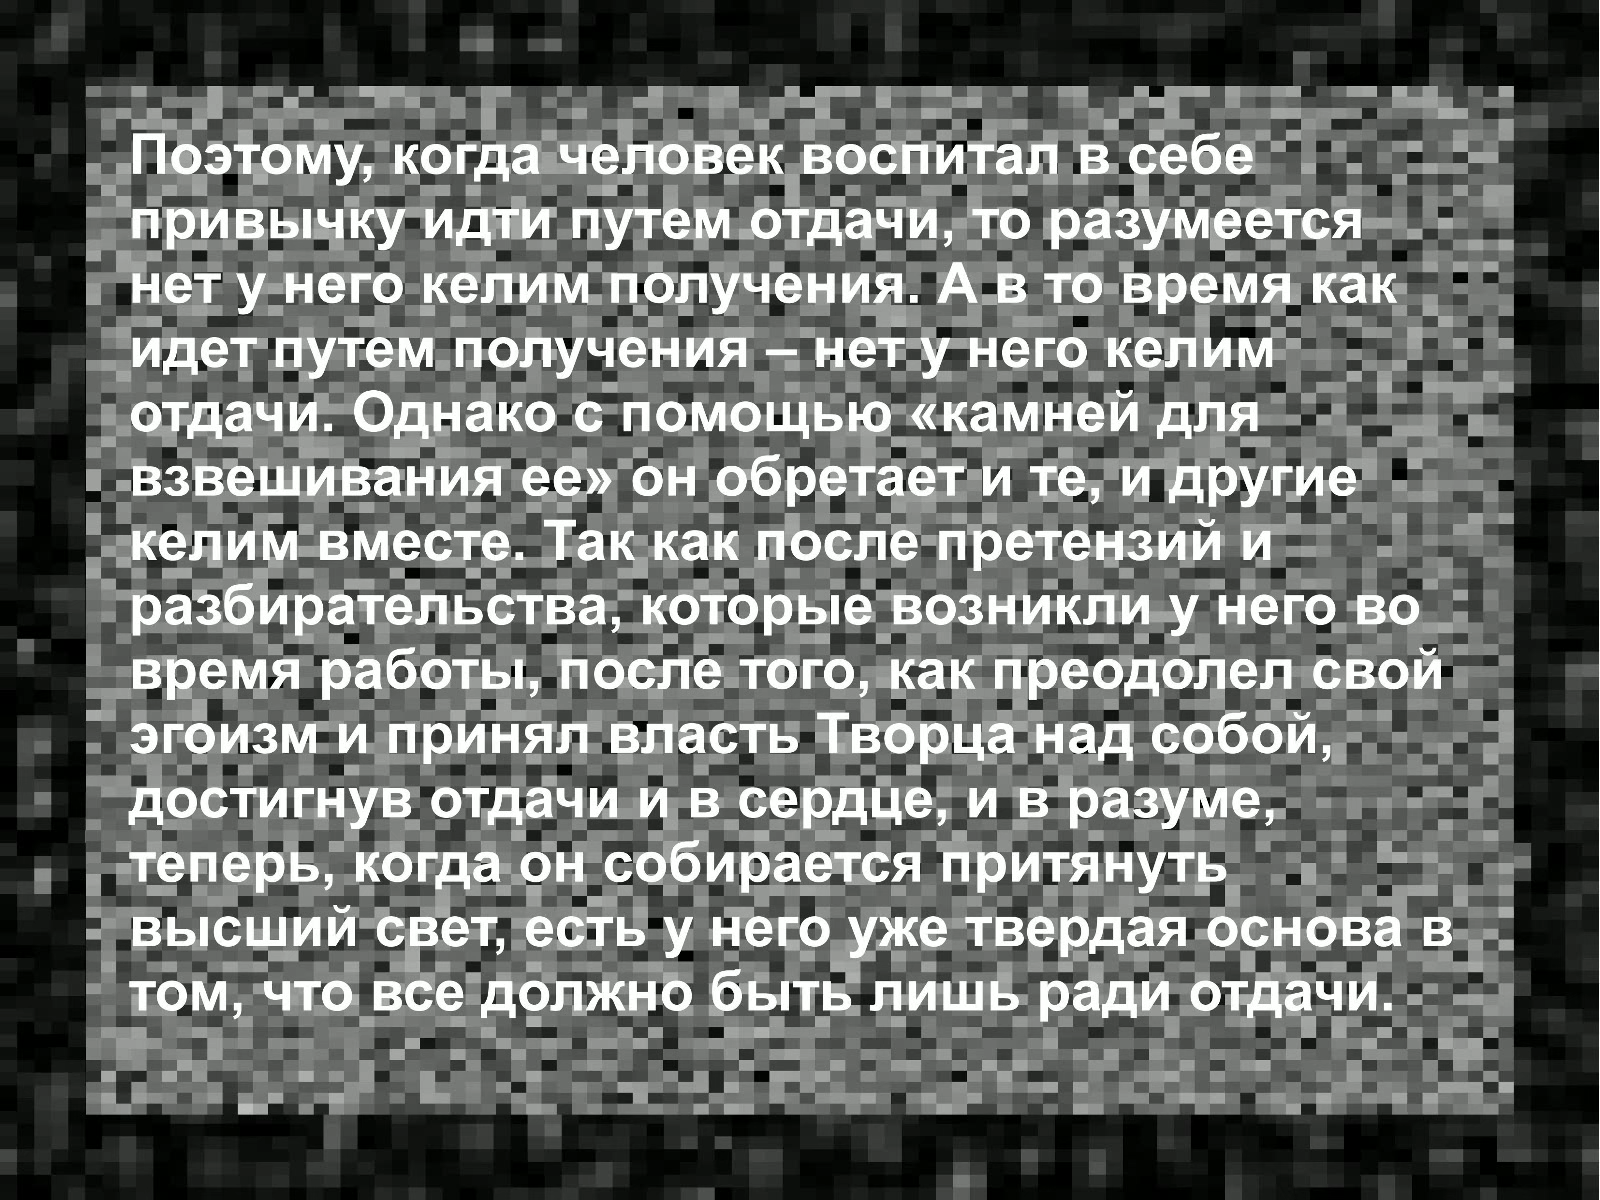 Поэтому, когда человек воспитал в себе
привычку идти путем отдачи, то разумеется
нет у него келим получения. А в то время как
идет путем получения – нет у него келим
отдачи. Однако с помощью «камней для
взвешивания ее» он обретает и те, и другие
келим вместе. Так как после претензий и
разбирательства, которые возникли у него во
время работы, после того, как преодолел свой
эгоизм и принял власть Творца над собой,
достигнув отдачи и в сердце, и в разуме,
теперь, когда он собирается притянуть
высший свет, есть у него уже твердая основа в
том, что все должно быть лишь ради отдачи.